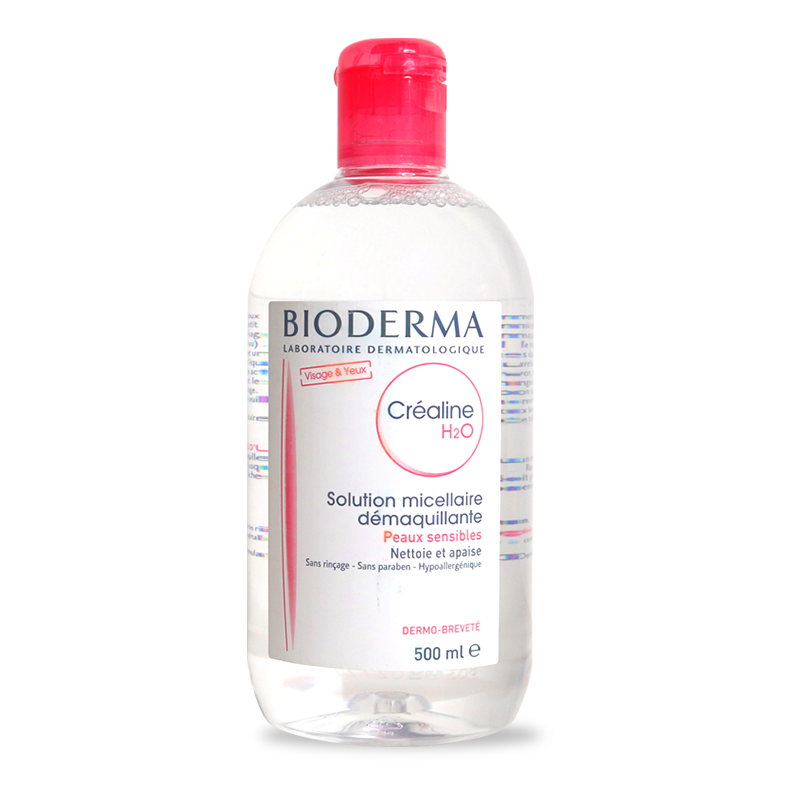 BIODERMA
LABORATOIRE DERMATOLOGIQUE
Visage & Yeux
Créaline
H2O
Solution micellaire
démaquillante
Peaux sensibles
Nettoie et apaise
Sans rinçage - Sans paraben - Hypoallergénique
DERMO-BREVETÉ
500 ml ℮